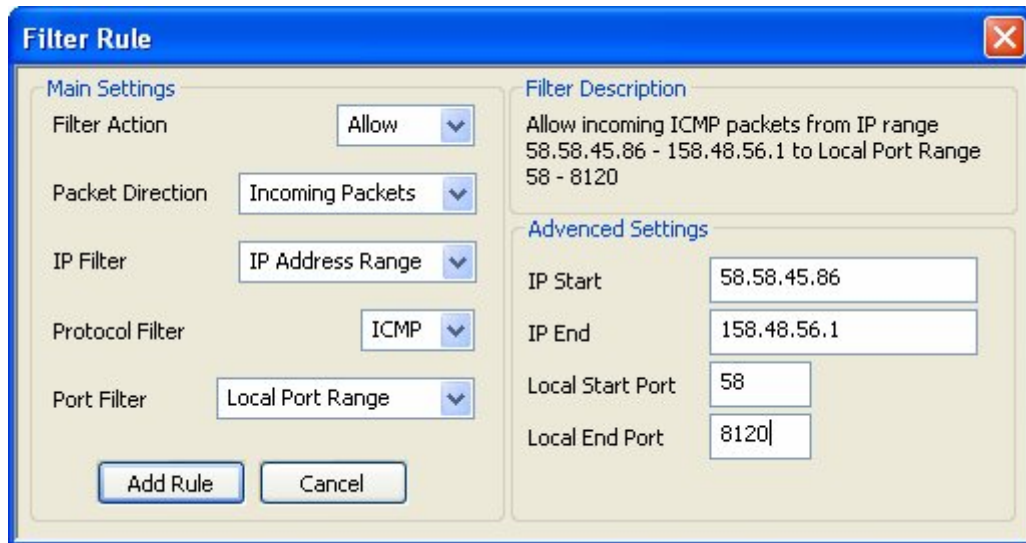 Filter Rule
Main Settings
Filter Action
Allow
Packet Direction
Incoming Packets
IP Filter
IP Address Range
Protocol Filter
ICMP
Port Filter
Local Port Range
Add Rule
Cancel
Filter Description
Allow incoming ICMP packets from IP range
58.58.45.86 - 158.48.56.1 to Local Port Range
58 - 8120
Advenced Settings
IP Start
58.58.45.86
IP End
158.48.56.1
Local Start Port
58
Local End Port
8120